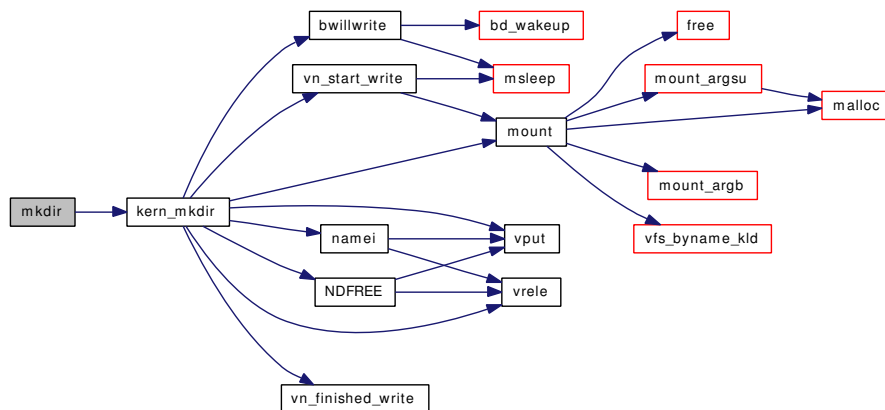 bwillwrite
bd_wakeup
free
vn_start_write
msleep
mount_argsu
malloc
mount
mount_argb
mkdir
kern_mkdir
namei
vput
vfs_byname_kld
NDFREE
vrele
vn_finished_write